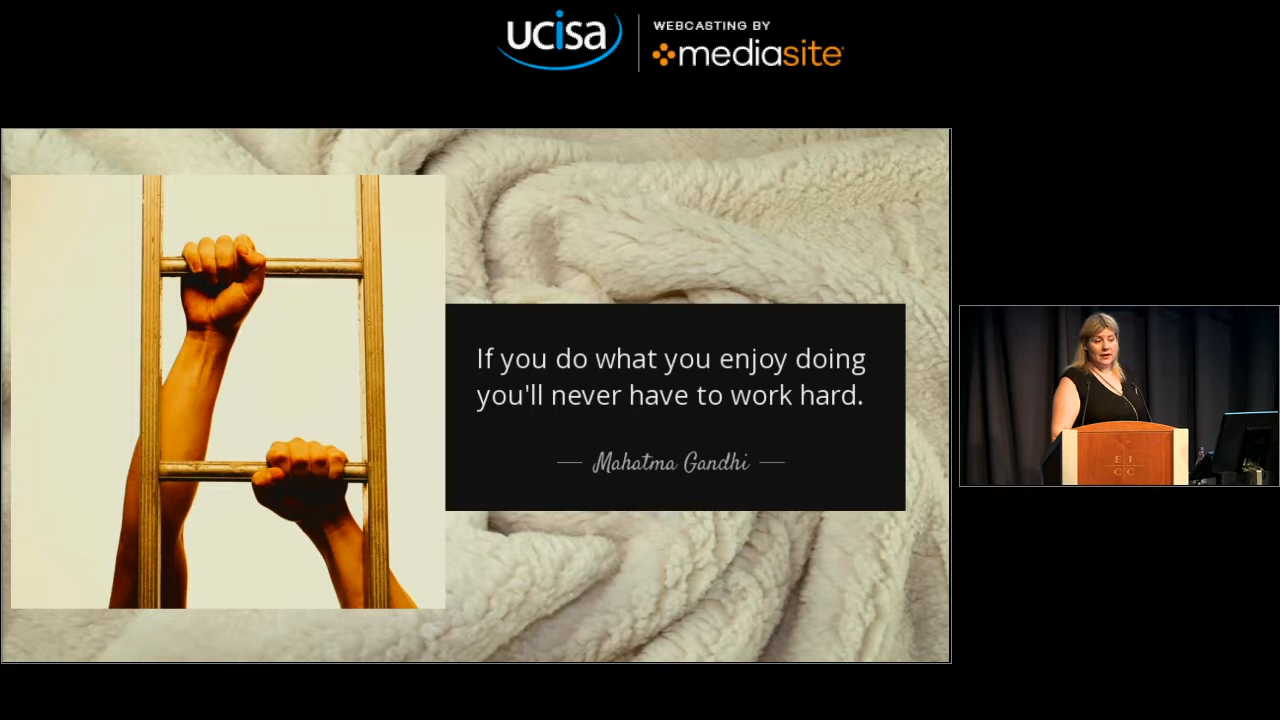 ucisa
WEBCASTING BY
mediasite
If you do what you enjoy doing
you'll never have to work hard.
Mahatma Gandhi
E I
C C